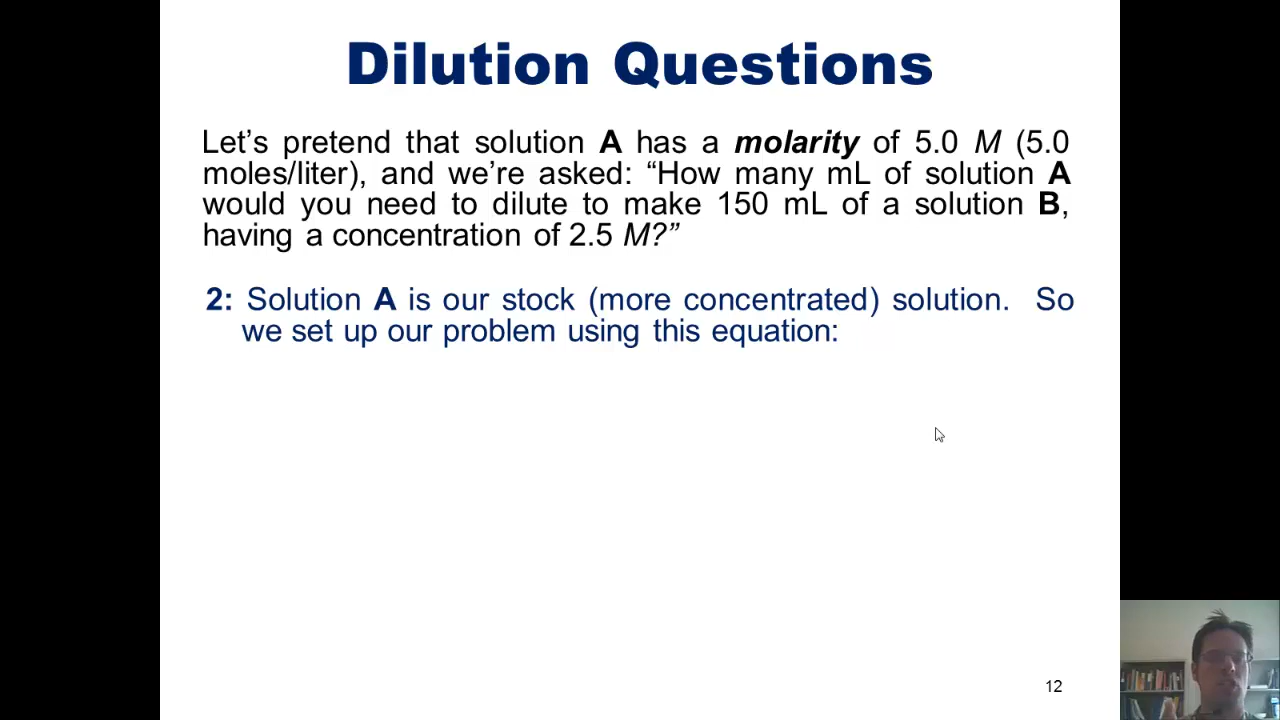 Dilution Questions
Let’s pretend that solution A has a molarity of 5.0 M (5.0
moles/liter), and we’re asked: “How many mL of solution A
would you need to dilute to make 150 mL of a solution B,
having a concentration of 2.5 M?”
2: Solution A is our stock (more concentrated) solution. So
we set up our problem using this equation:
12